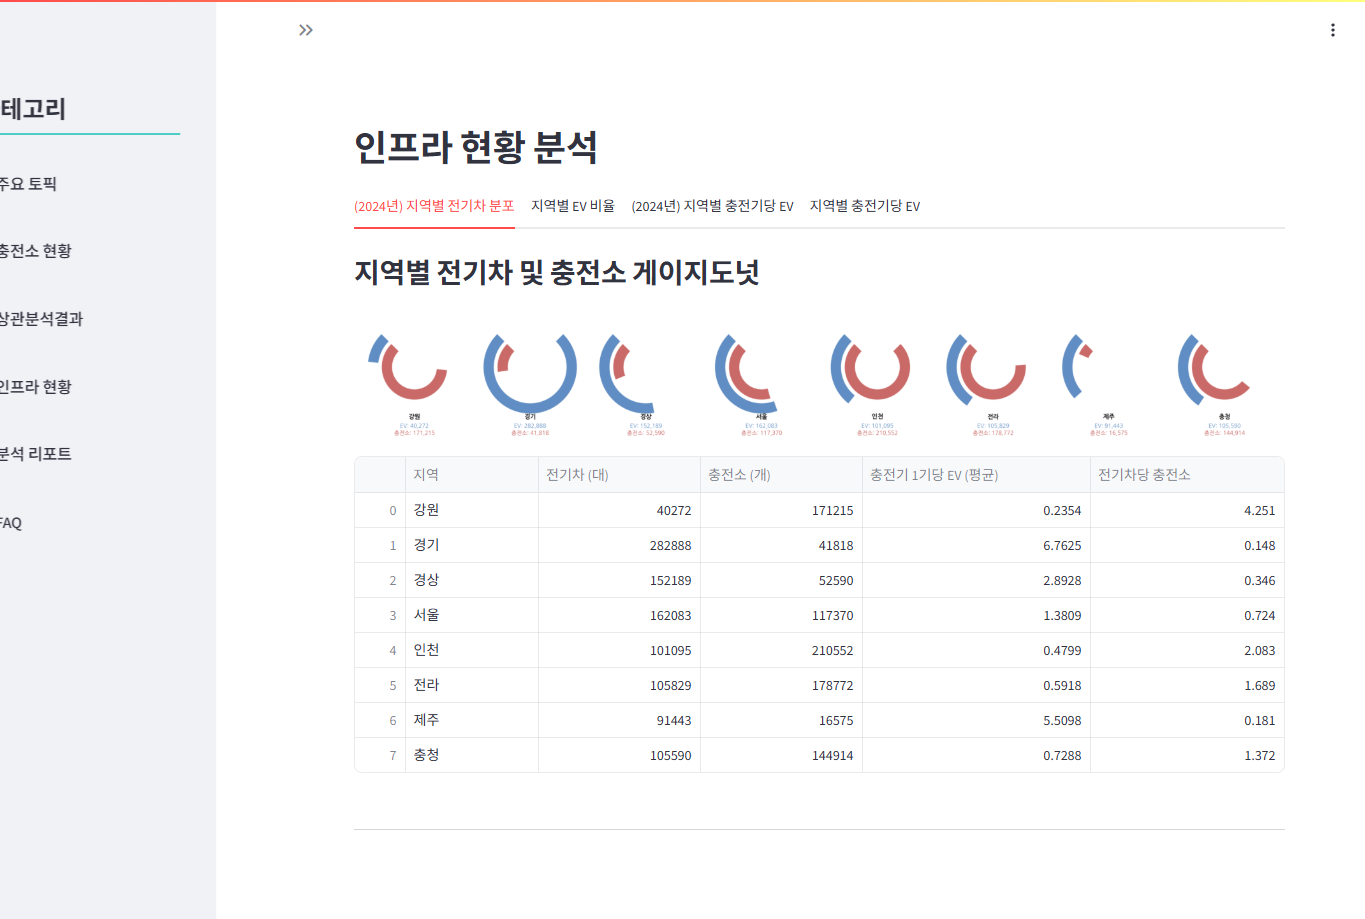 테고리
주요 토픽
충전소 현황
상관분석결과
인프라 현황
분석 리포트
FAQ
인프라 현황 분석
(2024년) 지역별 전기차 분포 지역별 EV 비율 (2024년) 지역별 충전기당 EV 지역별 충전기당 EV
지역별 전기차 및 충전소 게이지도넛
강원
EV: 40,272
충전소: 171,215
경기
EV: 282,888
충전소: 41,818
경상
EV: 152,189
충전소: 52,590
서울
EV: 162,083
충전소: 117,370
인천
EV: 101,095
충전소: 210,552
전라
EV: 105,829
충전소: 178,772
제주
EV: 91,443
충전소: 16,575
충청
EV: 105,590
충전소: 144,914
지역 전기차 (대) 충전소 (개) 충전기 1기당 EV (평균) 전기차당 충전소
0 강원 40272 171215 0.2354 4.251
1 경기 282888 41818 6.7625 0.148
2 경상 152189 52590 2.8928 0.346
3 서울 162083 117370 1.3809 0.724
4 인천 101095 210552 0.4799 2.083
5 전라 105829 178772 0.5918 1.689
6 제주 91443 16575 5.5098 0.181
7 충청 105590 144914 0.7288 1.372